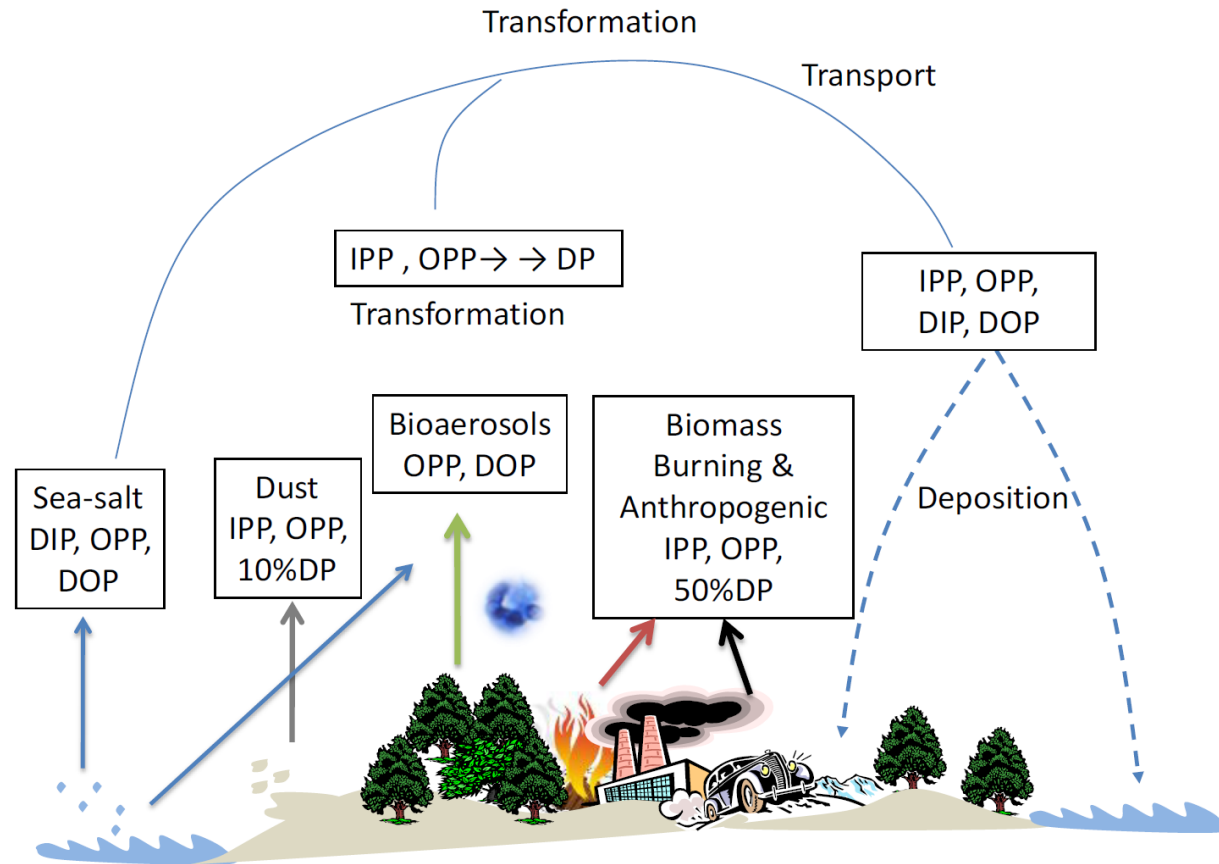 Transformation
Transport
IPP , OPP→ → DP
Transformation
IPP, OPP,
DIP, DOP
Bioaerosols
OPP, DOP
Biomass
Burning &
Anthropogenic
IPP, OPP,
50%DP
Sea-salt
DIP, OPP,
DOP
Dust
IPP, OPP,
10%DP
Deposition